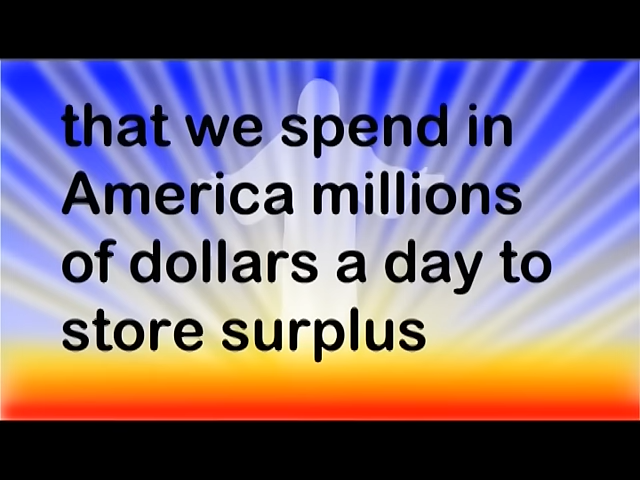 that we spend in
America millions
of dollars a day to
store surplus